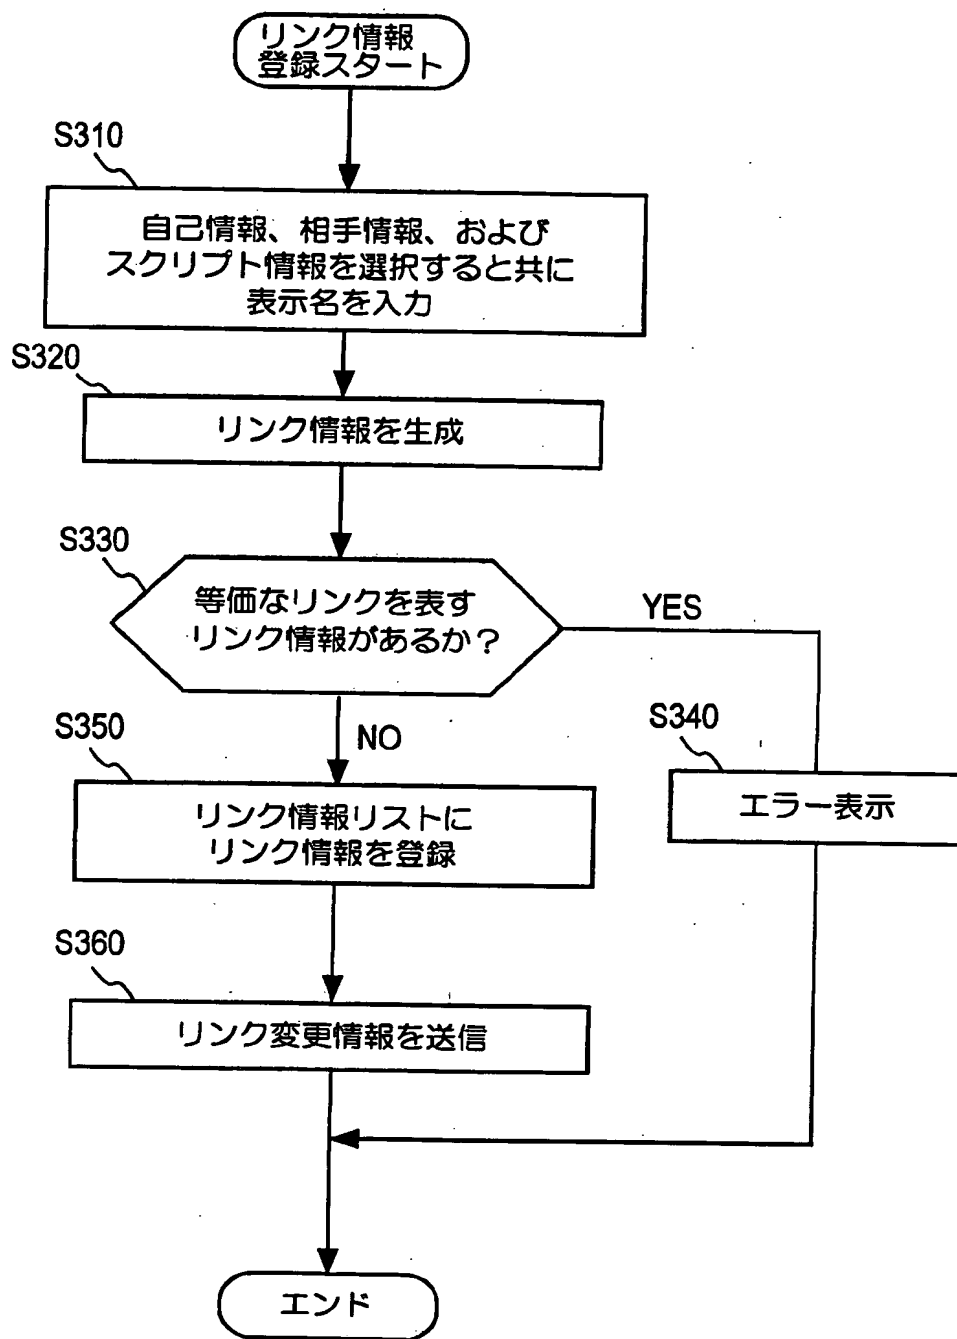 リンク情報
登録スタート
S310
自己情報、相手情報、および
スクリプト情報を選択すると共に
表示名を入力
S320
リンク情報を生成
S330
等価なリンクを表す
リンク情報があるか？
YES
NO
S340
エラー表示
S350
リンク情報リストに
リンク情報を登録
S360
リンク変更情報を送信
エンド